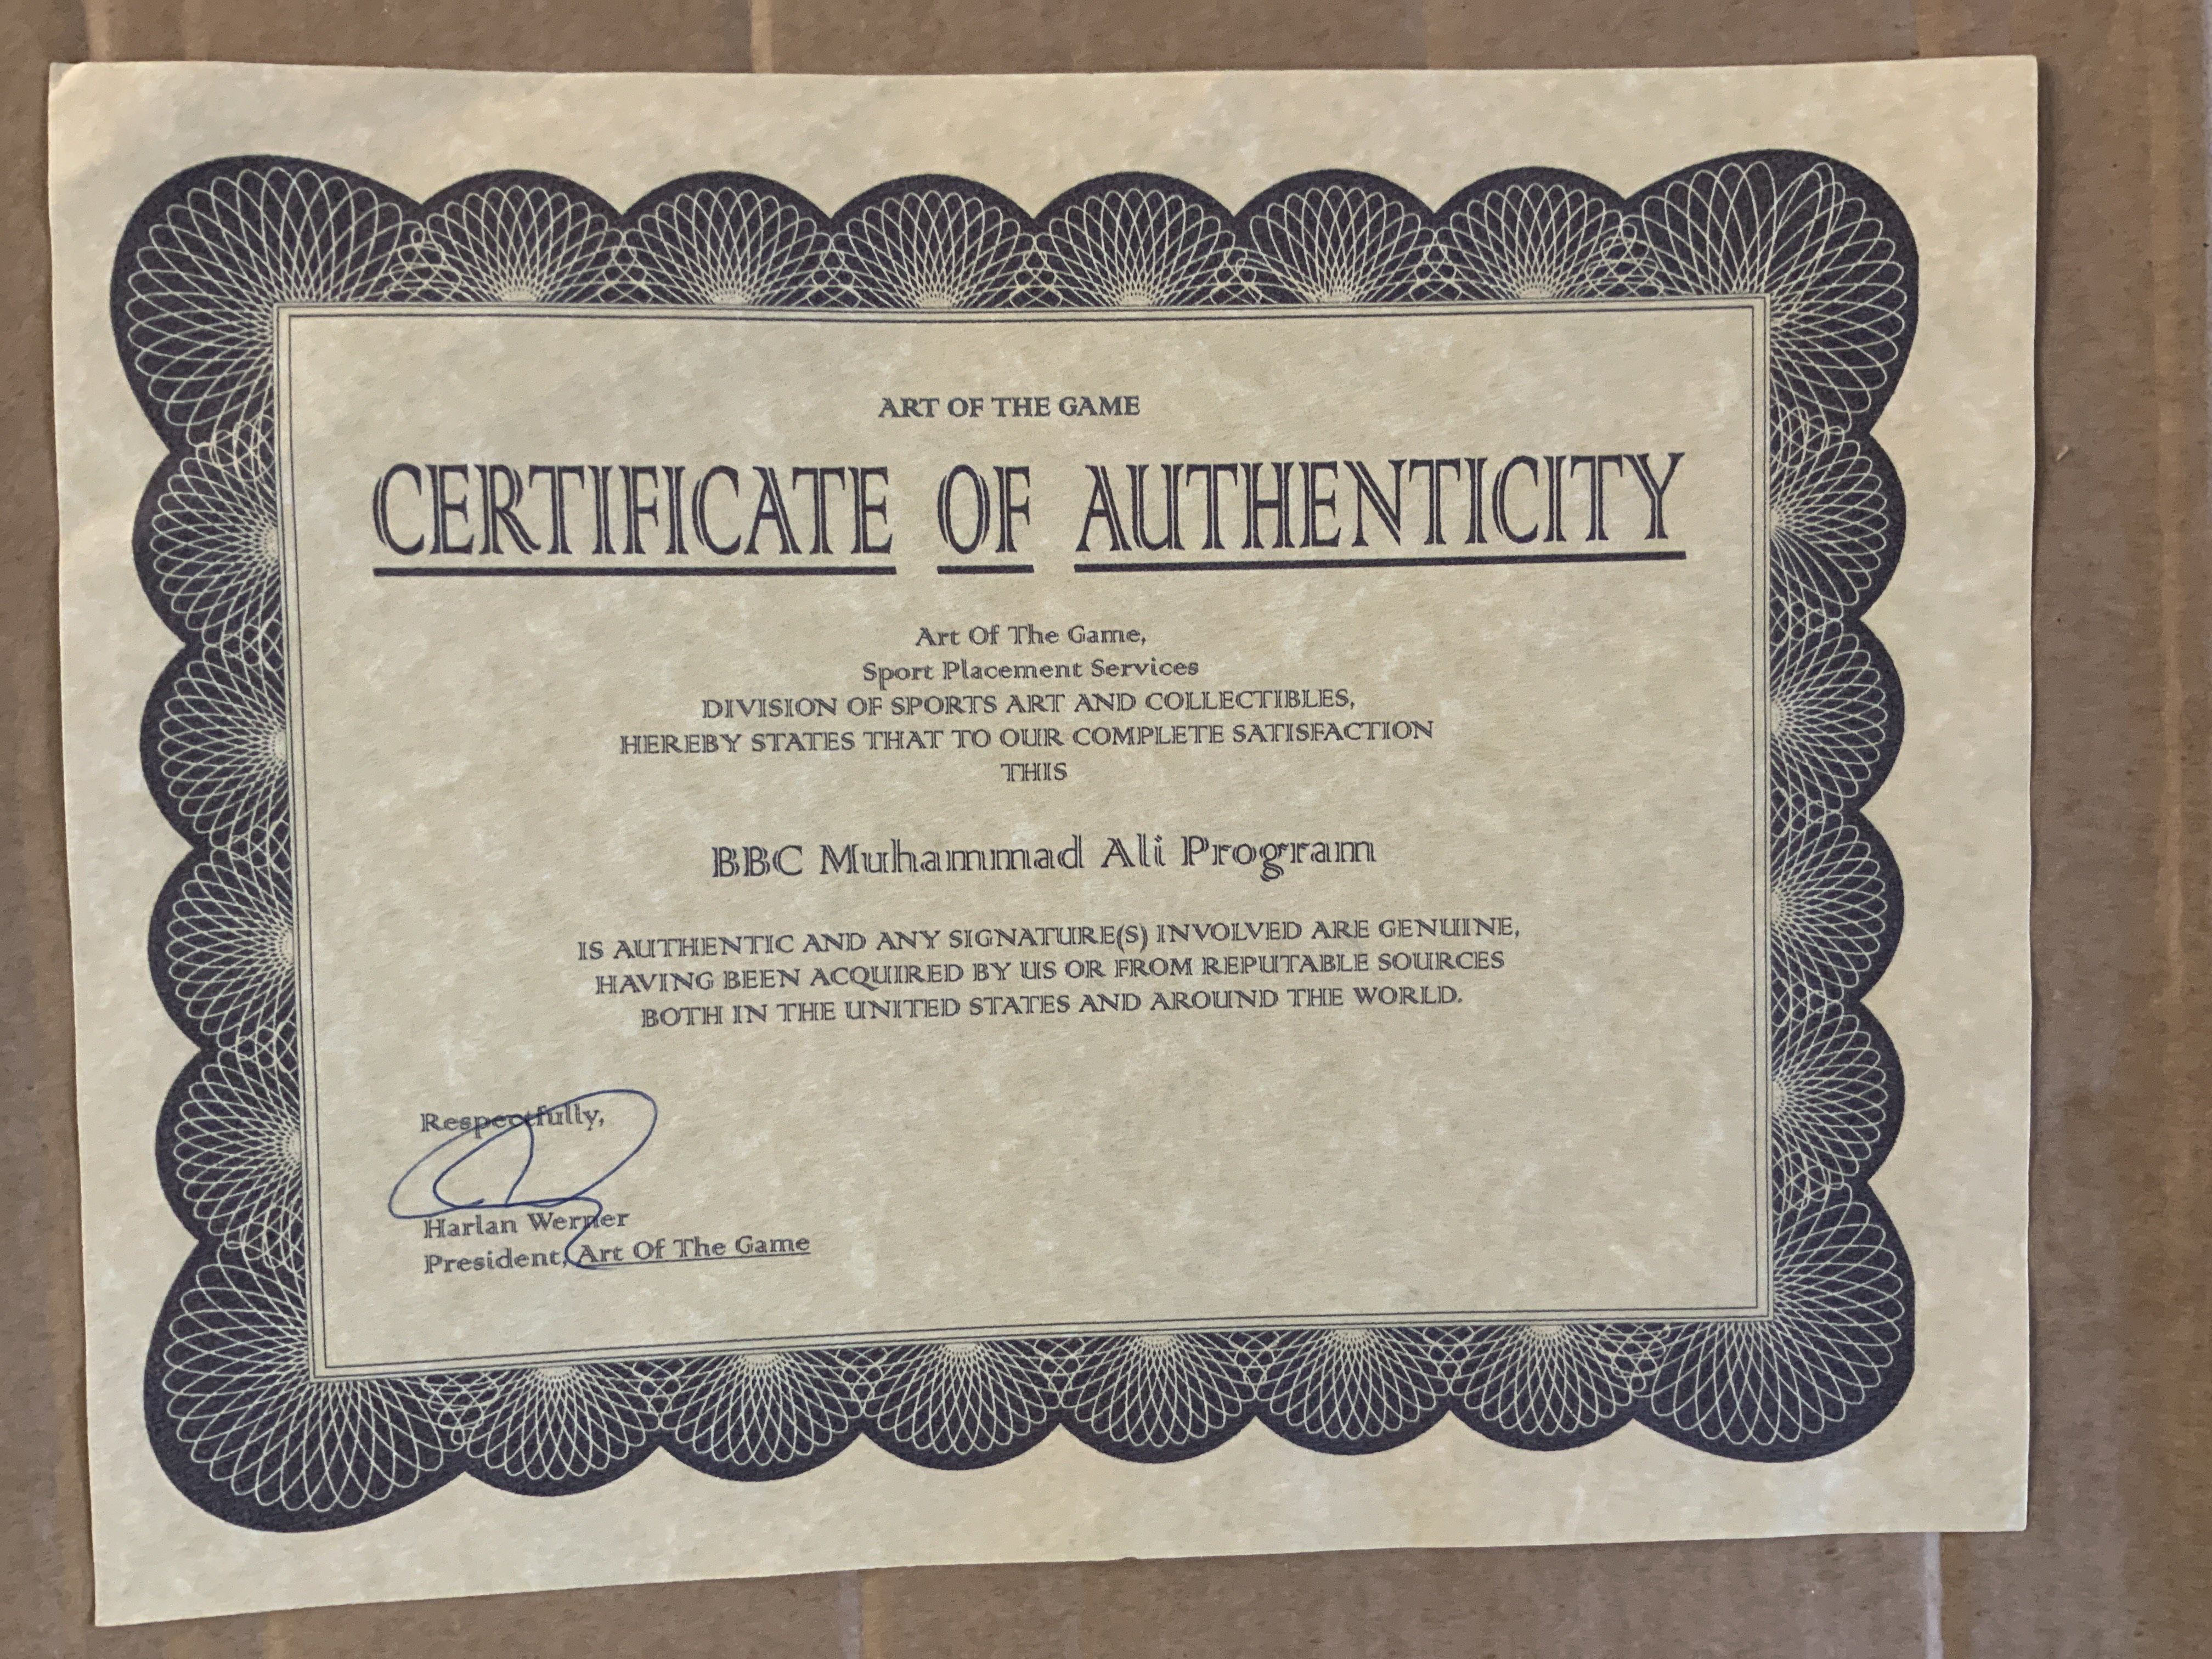 ART OF THE GAME
CERTIFICATE OF AUTHENTICITY
Art Of The Game,
Sport Placement Services
DIVISION OF SPORTS ART AND COLLECTIBLES,
HEREBY STATES THAT TO OUR COMPLETE SATISFACTION
THIS
BBC Muhammad Ali Program
IS AUTHENTIC AND ANY SIGNATURE(S) INVOLVED ARE GENUINE,
HAVING BEEN ACQUIRED BY US OR FROM REPUTABLE SOURCES
BOTH IN THE UNITED STATES AND AROUND THE WORLD.
Respectfully,
Harlan Werner
President, Art Of The Game